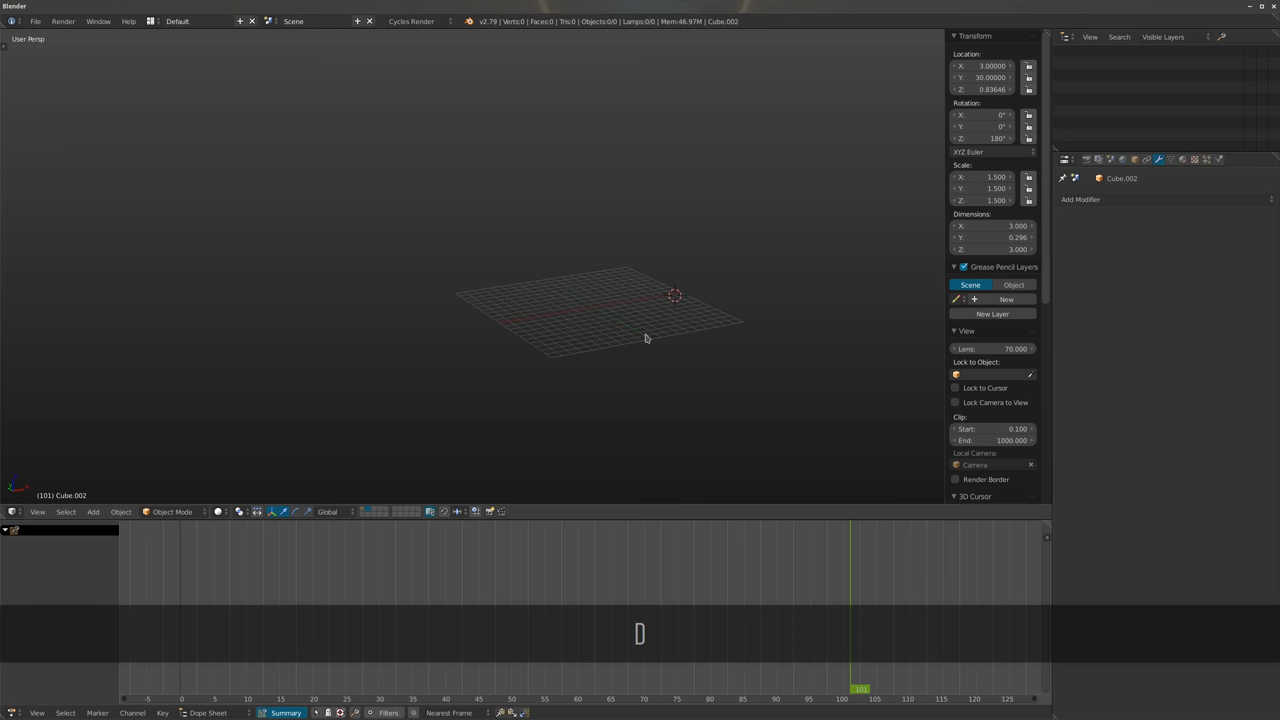 Blender
File Render Window Help Default Scene Cycles Render v2.79 | Verts:0 | Faces:0 | Tris:0 | Objects:0/0 | Lamps:0/0 | Mem:46.97M | Cube.002
User Persp
Transform
Location:
X: 3.00000
Y: 30.00000
Z: 0.83646
Rotation:
X: 0°
Y: 0°
Z: 180°
XYZ Euler
Scale:
X: 1.500
Y: 1.500
Z: 1.500
Dimensions:
X: 3.000
Y: 0.296
Z: 3.000
Grease Pencil Layers
Scene Object
New
New Layer
View
Lens: 70.000
Lock to Object:
Lock to Cursor
Lock Camera to View
Clip:
Start: 0.100
End: 1000.000
Local Camera:
Camera
Render Border
3D Cursor
View Search Visible Layers
Cube.002
Add Modifier
(101) Cube.002
View Select Add Object Object Mode Global
D
101
-5 0 5 10 15 20 25 30 35 40 45 50 55 60 65 70 75 80 85 90 95 100 105 110 115 120 125
View Select Marker Channel Key Dope Sheet Summary Filters Nearest Frame